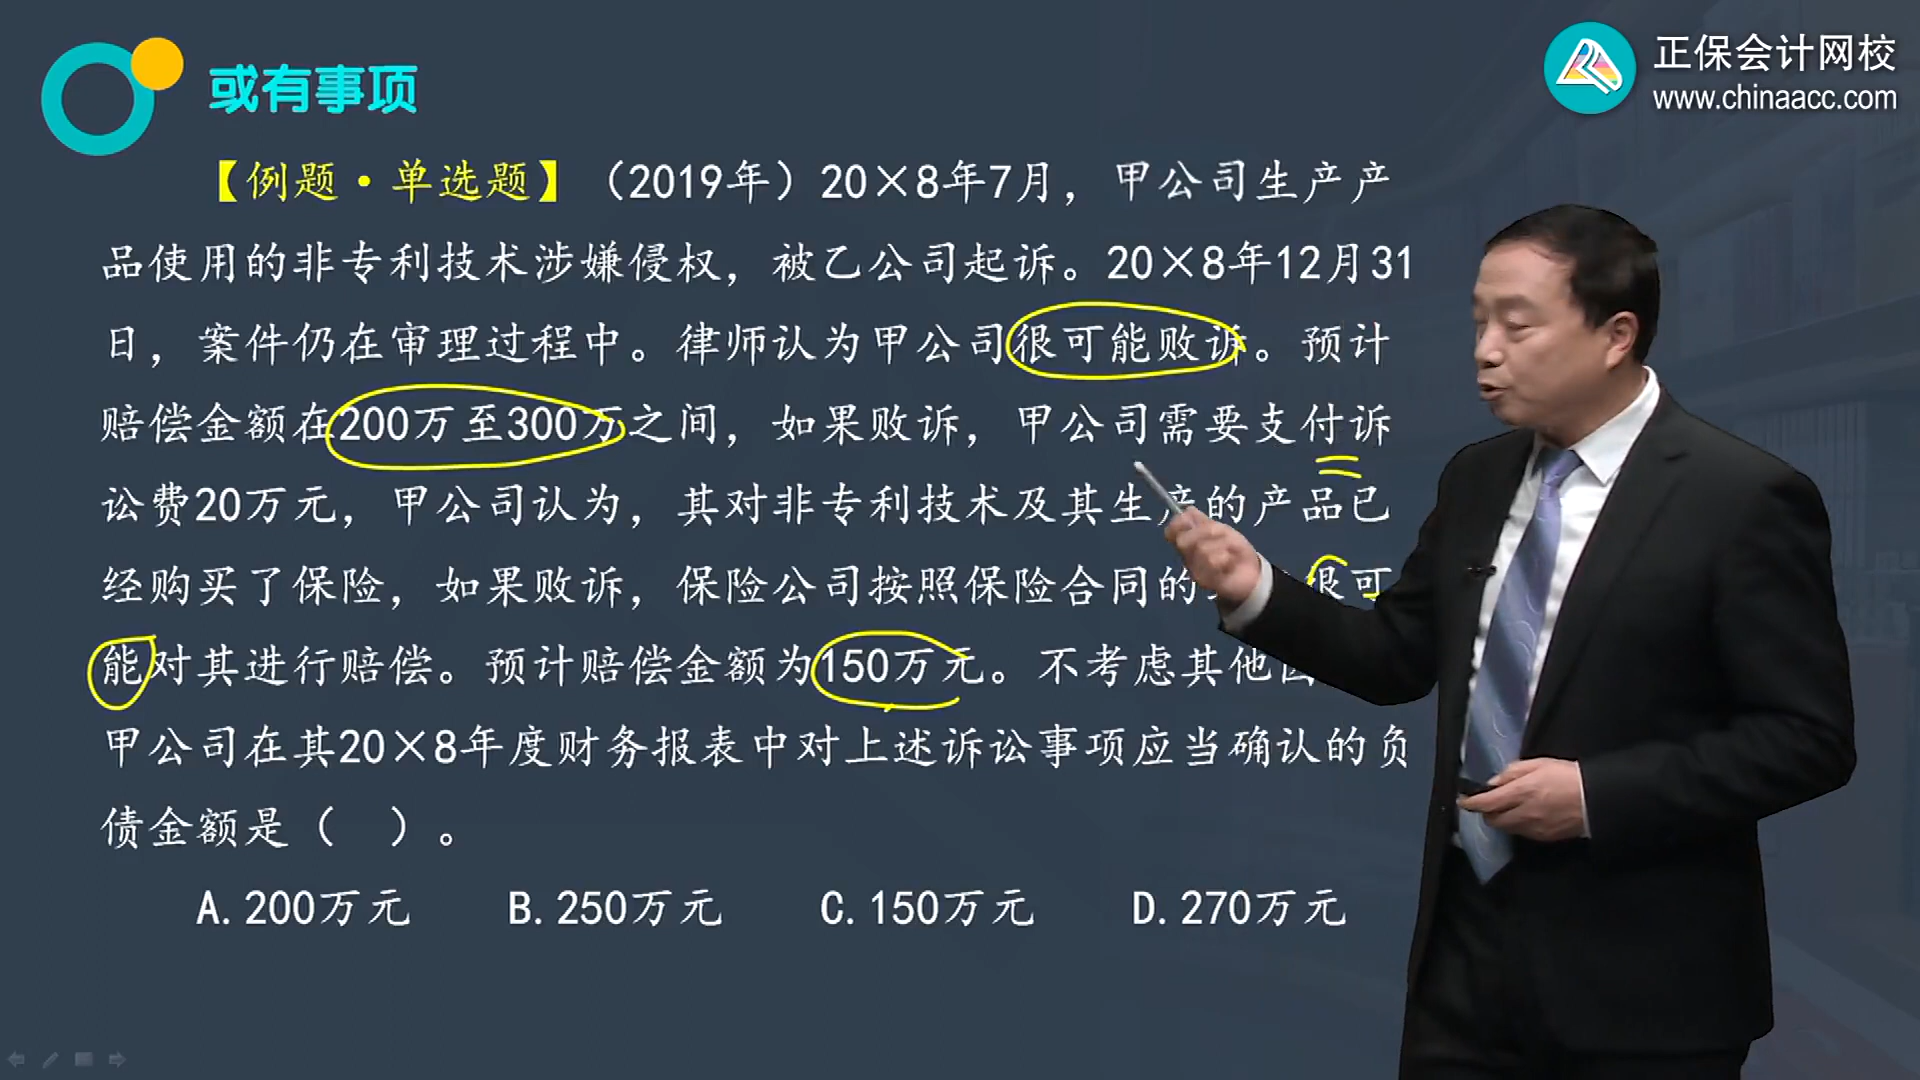 或有事项
正保会计网校
www.chinaacc.com
【例题·单选题】（2019年）20×8年7月，甲公司生产产
品使用的非专利技术涉嫌侵权，被乙公司起诉。20×8年12月31
日，案件仍在审理过程中。律师认为甲公司很可能败诉。预计
赔偿金额在200万至300万之间，如果败诉，甲公司需要支付诉
讼费20万元，甲公司认为，其对非专利技术及其生产的产品已
经购买了保险，如果败诉，保险公司按照保险合同的 很可
能对其进行赔偿。预计赔偿金额为150万元。不考虑其他
甲公司在其20×8年度财务报表中对上述诉讼事项应当确认的负
债金额是（ ）。
A.200万元 B.250万元 C.150万元 D.270万元